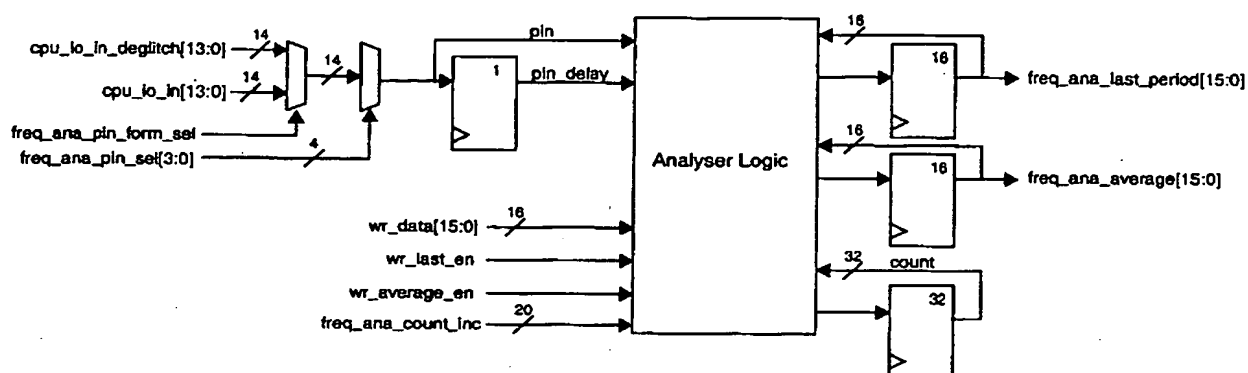 cpu_io_in_deglitch[13:0]
14
cpu_io_in[13:0]
14
14
freq_ana_pin_form_sel
freq_ana_pin_sel[3:0]
4
1
pin
pin_delay
wr_data[15:0]
16
wr_last_en
wr_average_en
freq_ana_count_inc
20
Analyser Logic
16
16
freq_ana_last_period[15:0]
16
16
freq_ana_average[15:0]
32
count
32